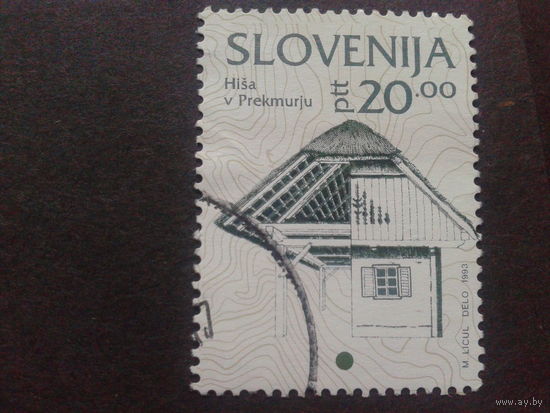 SLOVENIJA
Hiša
v Prekmurju
ptt 20.00
M. LICUL DELO 1993
www.ay.by